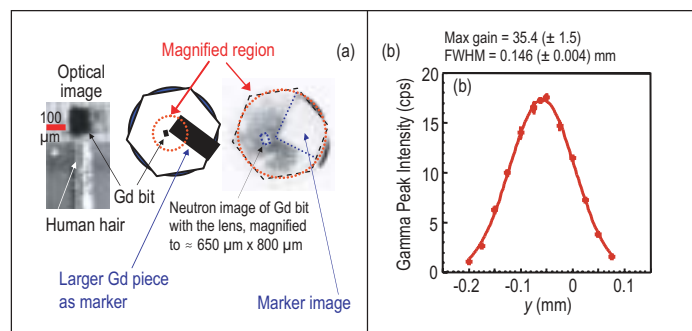 Magnified region
(a)
Optical
image
100
µm
Gd bit
Human hair
Neutron image of Gd bit
with the lens, magnified
to ≈ 650 µm x 800 µm
Larger Gd piece
as marker
Marker image
(b)
Max gain = 35.4 (± 1.5)
FWHM = 0.146 (± 0.004) mm
(b)
Gamma Peak Intensity (cps)
20
15
10
5
0
-0.2
-0.1
0
0.1
y (mm)